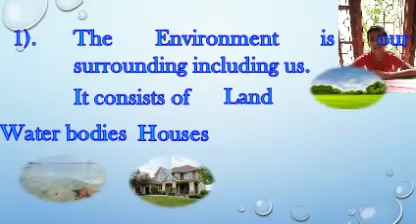 1). The Environment is our
surrounding including us.
It consists of Land
Water bodies Houses